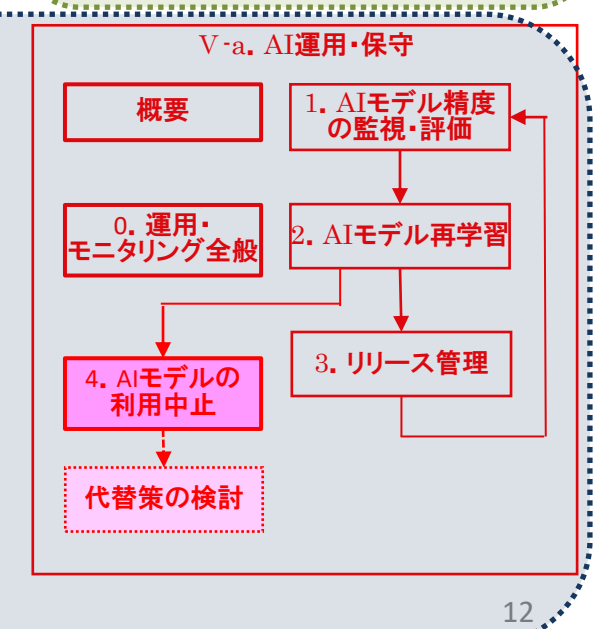 Ⅴ-a. AI運用・保守
概要
1. AIモデル精度
の監視・評価
0. 運用・
モニタリング全般
2. AIモデル再学習
3. リリース管理
4. AIモデルの
利用中止
代替策の検討
12